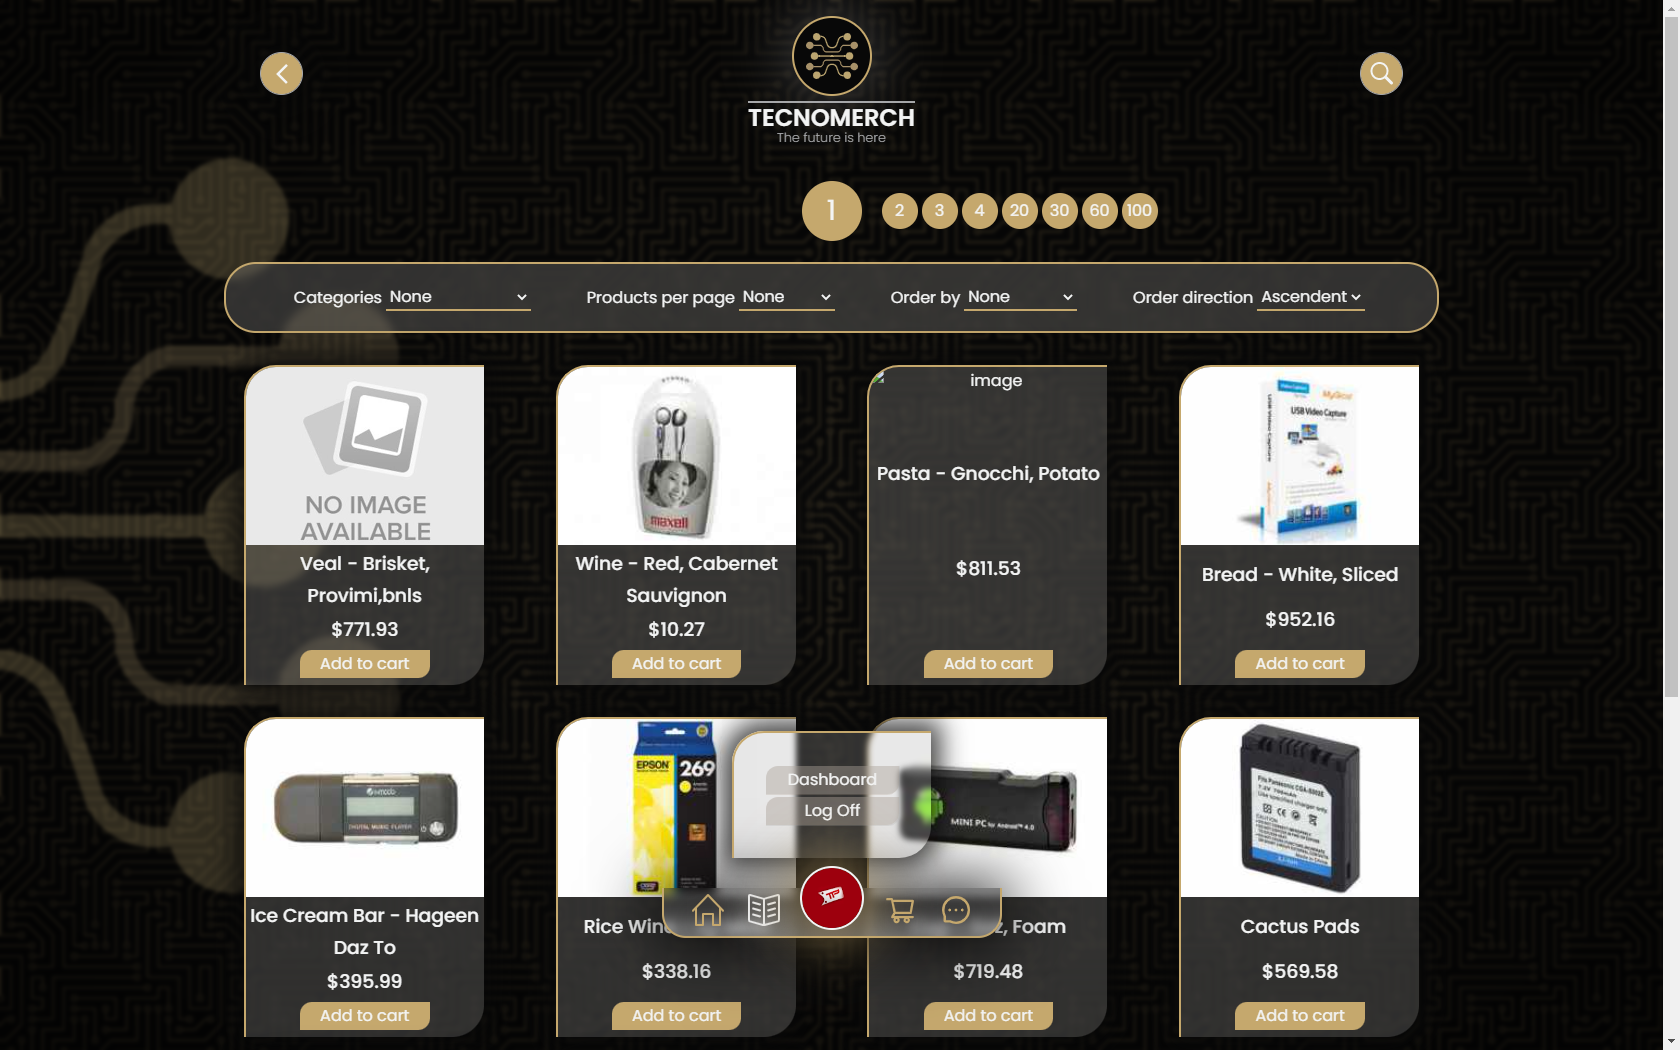 TECNOMERCH
The future is here
1 2 3 4 20 30 60 100
Categories None Products per page None Order by None Order direction Ascendent
NO IMAGE
AVAILABLE
Veal - Brisket,
Provimi,bnls
$771.93
Add to cart
maxell
Wine - Red, Cabernet
Sauvignon
$10.27
Add to cart
image
Pasta - Gnocchi, Potato
$811.53
Add to cart
USB Video Capture
USB Video Capture
Bread - White, Sliced
$952.16
Add to cart
DIGITAL MUSIC PLAYER
Ice Cream Bar - Hageen
Daz To
$395.99
Add to cart
EPSON 269
Rice Wine
$338.16
Add to cart
Dashboard
Log Off
MINI PC for Android™ 4.0
z, Foam
$719.48
Add to cart
Cactus Pads
$569.58
Add to cart